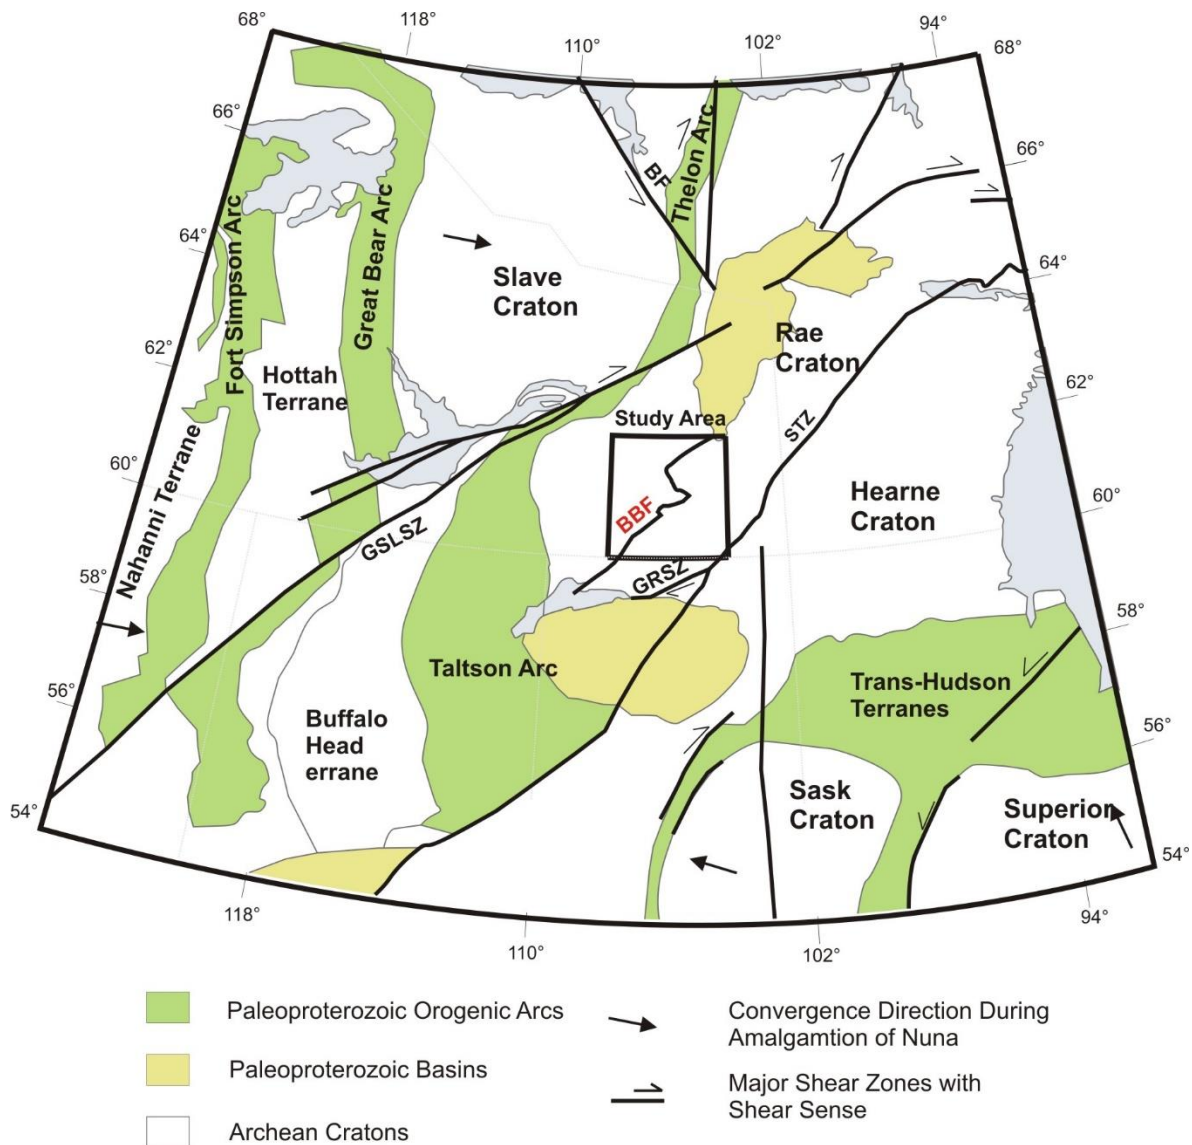 68°
118°
110°
102°
94°
68°
66°
66°
64°
64°
62°
62°
60°
60°
58°
58°
56°
56°
54°
54°
118°
110°
102°
94°
Fort Simpson Arc
Great Bear Arc
Thelon Arc
BF
Slave
Craton
Hottah
Terrane
Rae
Craton
Study Area
STZ
BBF
Nahanni Terrane
GSLSZ
GRSZ
Hearne
Craton
Taltson Arc
Trans-Hudson
Terranes
Buffalo
Head
errane
Sask
Craton
Superior
Craton
Paleoproterozoic Orogenic Arcs
Paleoproterozoic Basins
Archean Cratons
Convergence Direction During
Amalgamtion of Nuna
Major Shear Zones with
Shear Sense